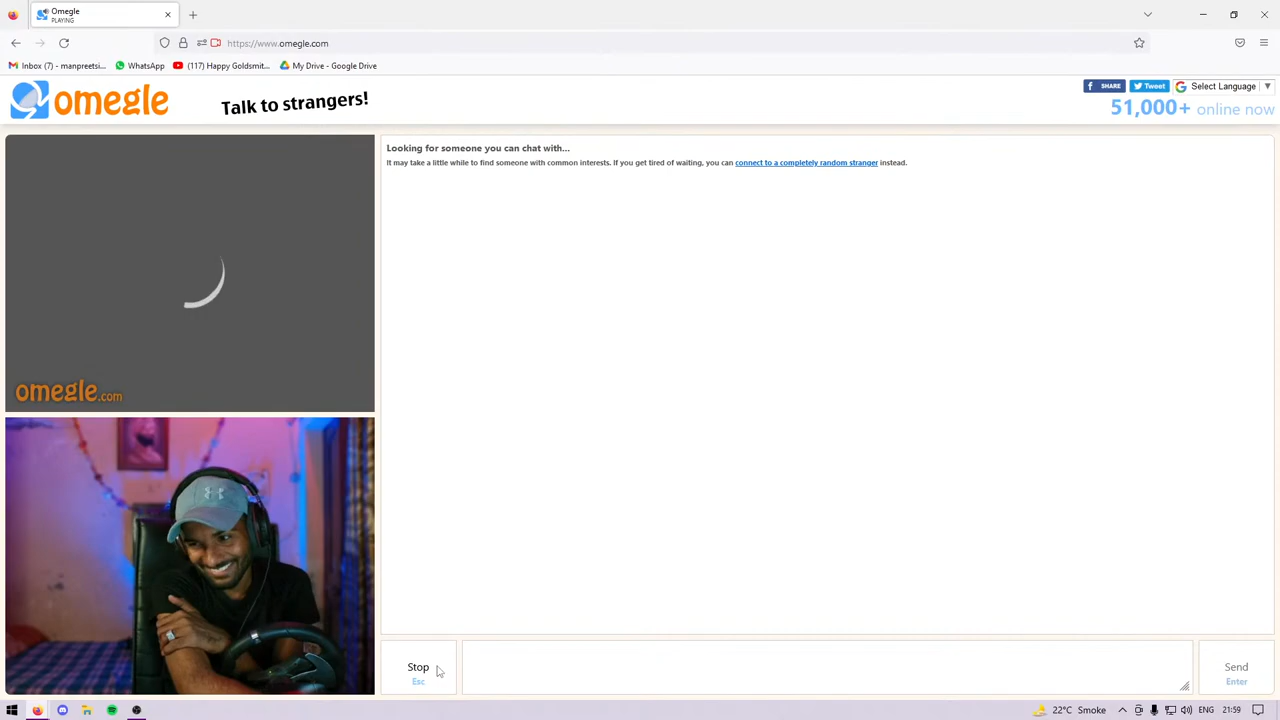 Omegle
PLAYING
https://www.omegle.com
Inbox (7) - manpreetsi...
WhatsApp
(117) Happy Goldsmit...
My Drive - Google Drive
omegle
Talk to strangers!
SHARE
Tweet
Select Language
51,000+ online now
Looking for someone you can chat with...
It may take a little while to find someone with common interests. If you get tired of waiting, you can connect to a completely random stranger instead.
omegle.com
Stop
Esc
Send
Enter
22°C Smoke
ENG
21:59